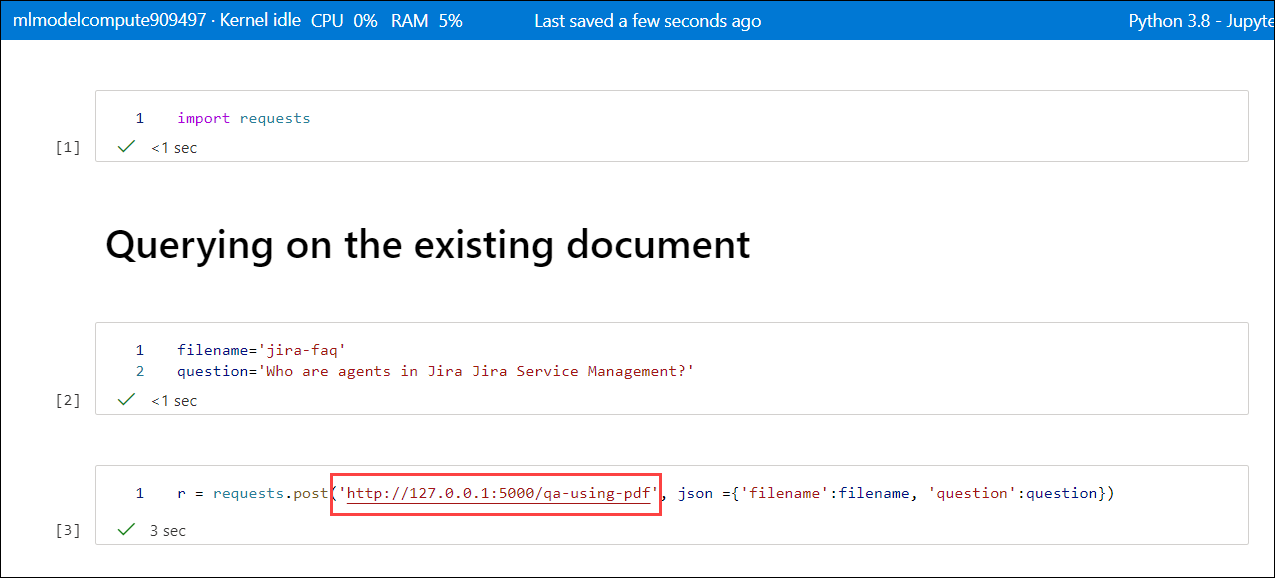 mlmodelcompute909497 · Kernel idle CPU 0% RAM 5% Last saved a few seconds ago Python 3.8 - Jupyte
1 import requests
[1] <1 sec
Querying on the existing document
1 filename='jira-faq'
2 question='Who are agents in Jira Jira Service Management?'
[2] <1 sec
1 r = requests.post('http://127.0.0.1:5000/qa-using-pdf', json ={'filename':filename, 'question':question})
[3] 3 sec